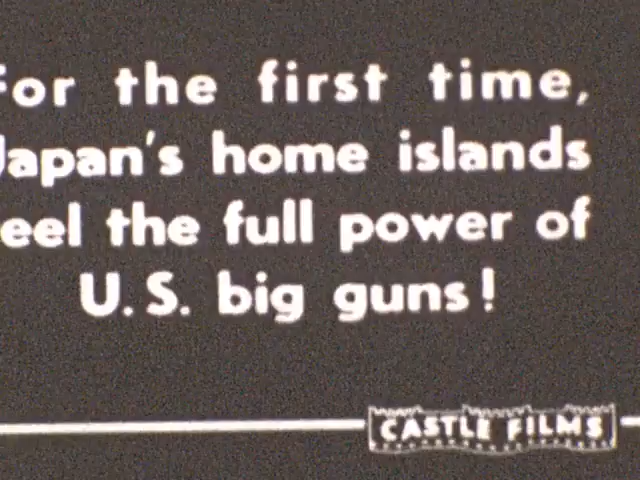 For the first time,
Japan's home islands
eel the full power of
U.S. big guns!
CASTLE FILMS